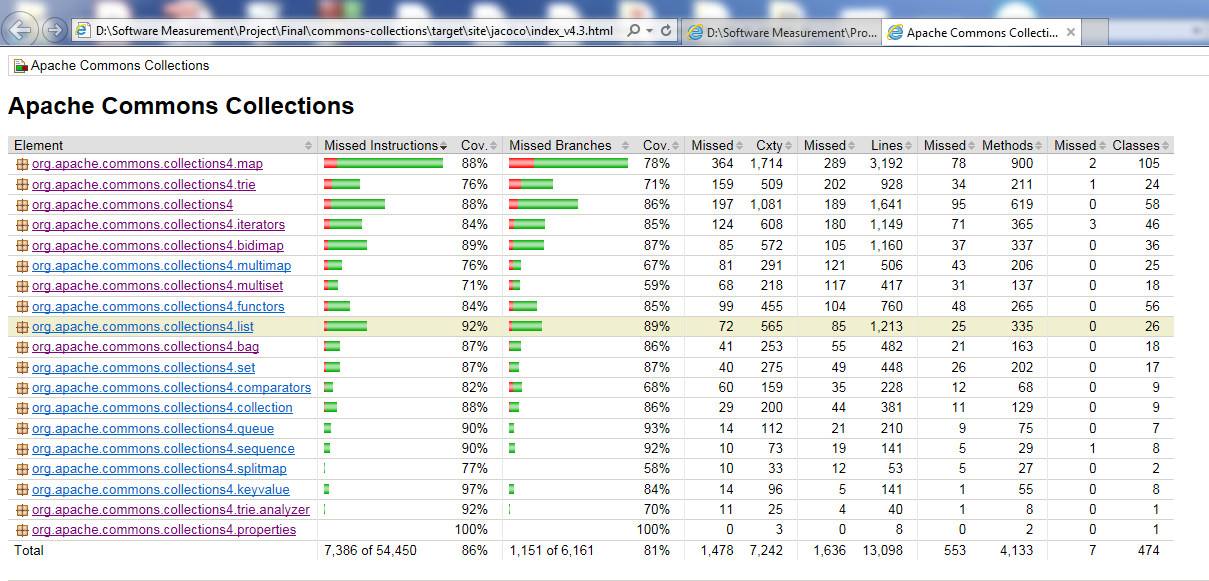 D:\Software Measurement\Project\Final\commons-collections\target\site\jacoco\index_v4.3.html D:\Software Measurement\Pro... Apache Commons Collecti...
Apache Commons Collections
Apache Commons Collections
Element Missed Instructions Cov. Missed Branches Cov. Missed Cxty Missed Lines Missed Methods Missed Classes
org.apache.commons.collections4.map 88% 78% 364 1,714 289 3,192 78 900 2 105
org.apache.commons.collections4.trie 76% 71% 159 509 202 928 34 211 1 24
org.apache.commons.collections4 88% 86% 197 1,081 189 1,641 95 619 0 58
org.apache.commons.collections4.iterators 84% 85% 124 608 180 1,149 71 365 3 46
org.apache.commons.collections4.bidimap 89% 87% 85 572 105 1,160 37 337 0 36
org.apache.commons.collections4.multimap 76% 67% 81 291 121 506 43 206 0 25
org.apache.commons.collections4.multiset 71% 59% 68 218 117 417 31 137 0 18
org.apache.commons.collections4.functors 84% 85% 99 455 104 760 48 265 0 56
org.apache.commons.collections4.list 92% 89% 72 565 85 1,213 25 335 0 26
org.apache.commons.collections4.bag 87% 86% 41 253 55 482 21 163 0 18
org.apache.commons.collections4.set 87% 87% 40 275 49 448 26 202 0 17
org.apache.commons.collections4.comparators 82% 68% 60 159 35 228 12 68 0 9
org.apache.commons.collections4.collection 88% 86% 29 200 44 381 11 129 0 9
org.apache.commons.collections4.queue 90% 93% 14 112 21 210 9 75 0 7
org.apache.commons.collections4.sequence 90% 92% 10 73 19 141 5 29 1 8
org.apache.commons.collections4.splitmap 77% 58% 10 33 12 53 5 27 0 2
org.apache.commons.collections4.keyvalue 97% 84% 14 96 5 141 1 55 0 8
org.apache.commons.collections4.trie.analyzer 92% 70% 11 25 4 40 1 8 0 1
org.apache.commons.collections4.properties 100% 100% 0 3 0 8 0 2 0 1
Total 7,386 of 54,450 86% 1,151 of 6,161 81% 1,478 7,242 1,636 13,098 553 4,133 7 474